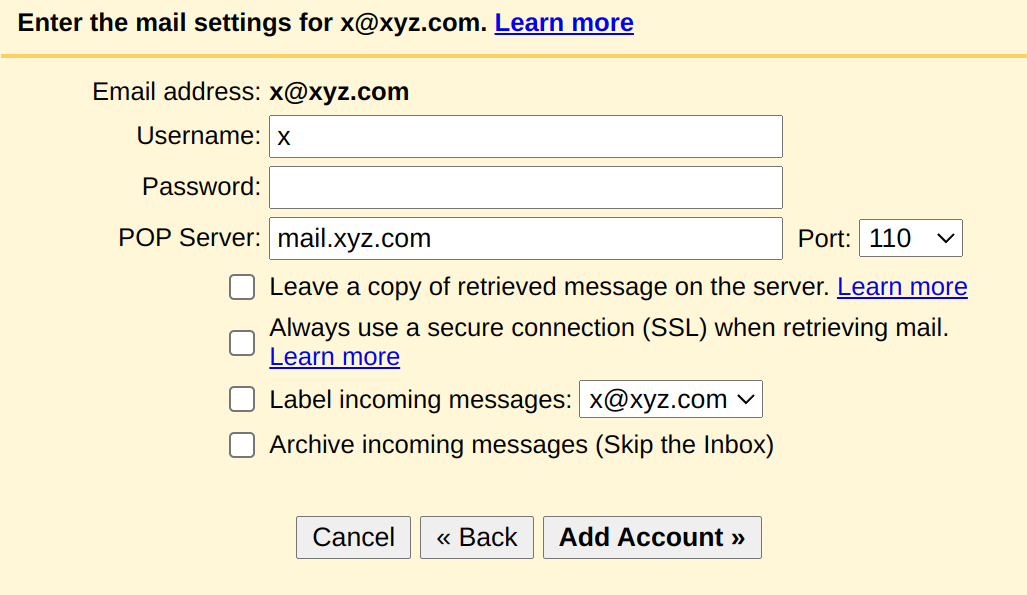 Enter the mail settings for x@xyz.com. Learn more
Email address: x@xyz.com
Username: x
Password:
POP Server: mail.xyz.com Port: 110
Leave a copy of retrieved message on the server. Learn more
Always use a secure connection (SSL) when retrieving mail.
Learn more
Label incoming messages: x@xyz.com
Archive incoming messages (Skip the Inbox)
Cancel « Back Add Account »